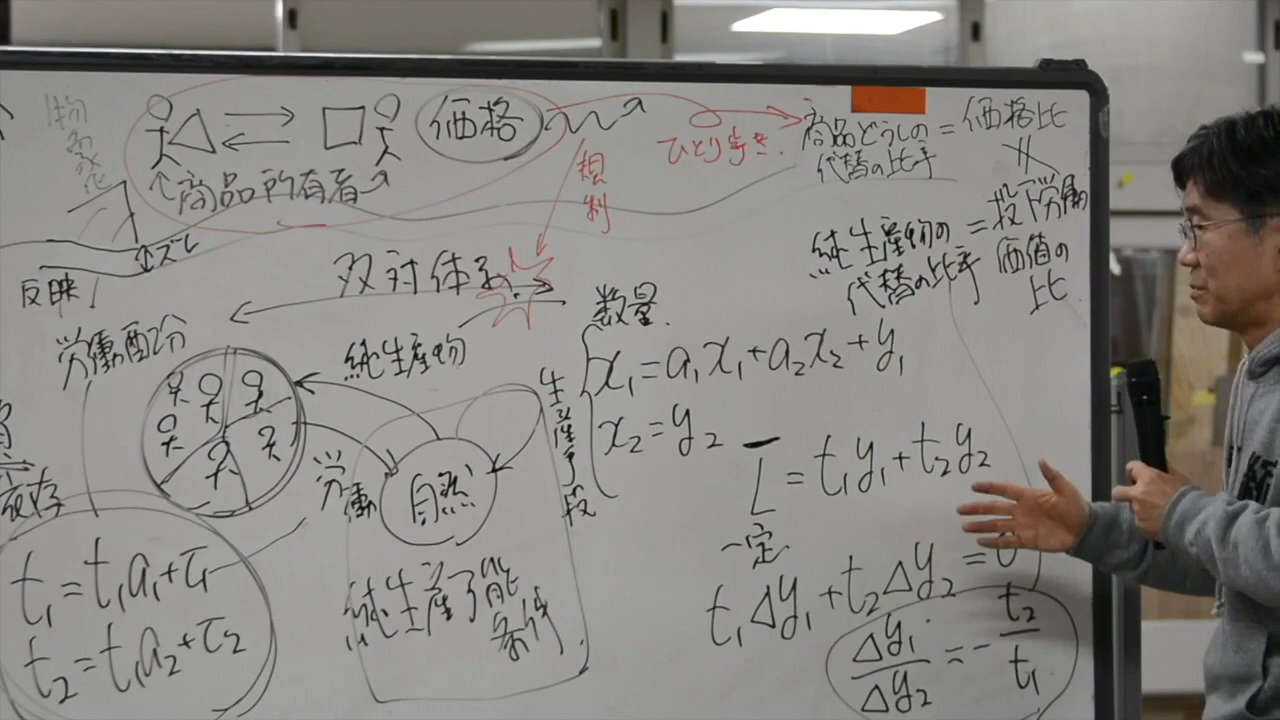 価格
商品所有者
規制
ひとり歩き
商品どうしの
代替の比率
=
価格比
純生産物の
代替の比率
=
投下労働
価値の
比
ズレ
反映
双対体系
労働配分
純生産物
数量
x₁=a₁x₁+a₂x₂+y₁
x₂=y₂
生産手段
労働
自然
L=t₁y₁+t₂y₂
一定
t₁Δy₁+t₂Δy₂=0
Δy₁/Δy₂=-t₂/t₁
依存
t₁=t₁a₁+τ₁
t₂=t₁a₂+τ₂
純生産可能
条件